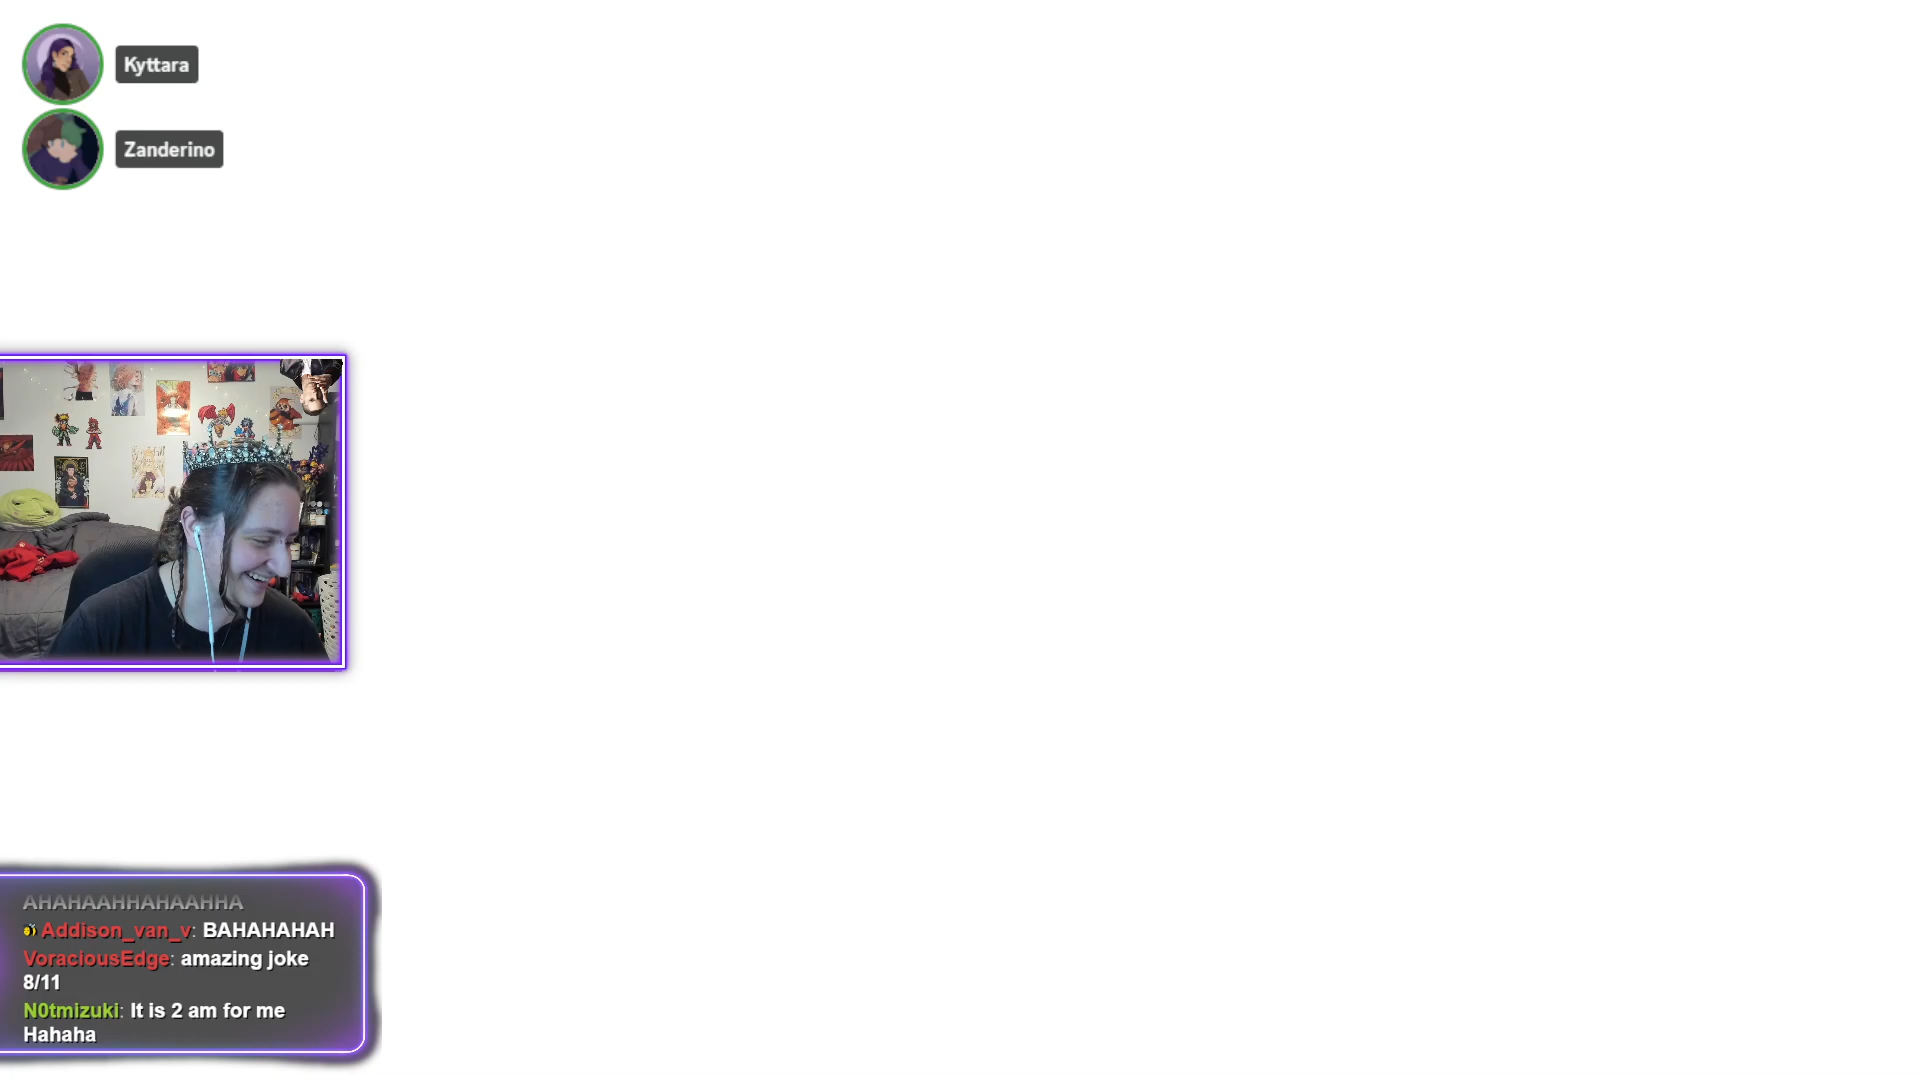 Kyttara
Zanderino
AHAHAAHHAHAAHHA
Addison_van_v: BAHAHAHAH
VoraciousEdge: amazing joke
8/11
N0tmizuki: It is 2 am for me
Hahaha